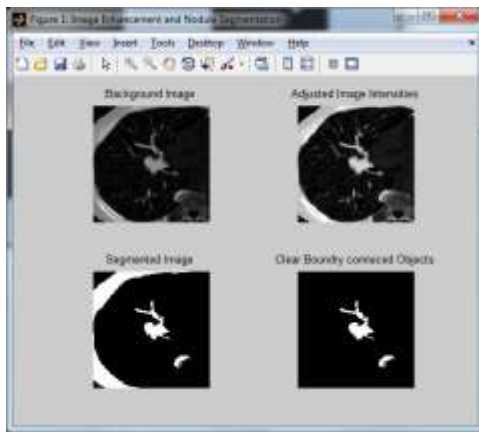 Figure 1: Image Enhancement and Nodule Segmentation
File Edit View Insert Tools Desktop Window Help
Background Image
Adjusted Image Intensities
Segmented Image
Clear Boundry conneced Objects